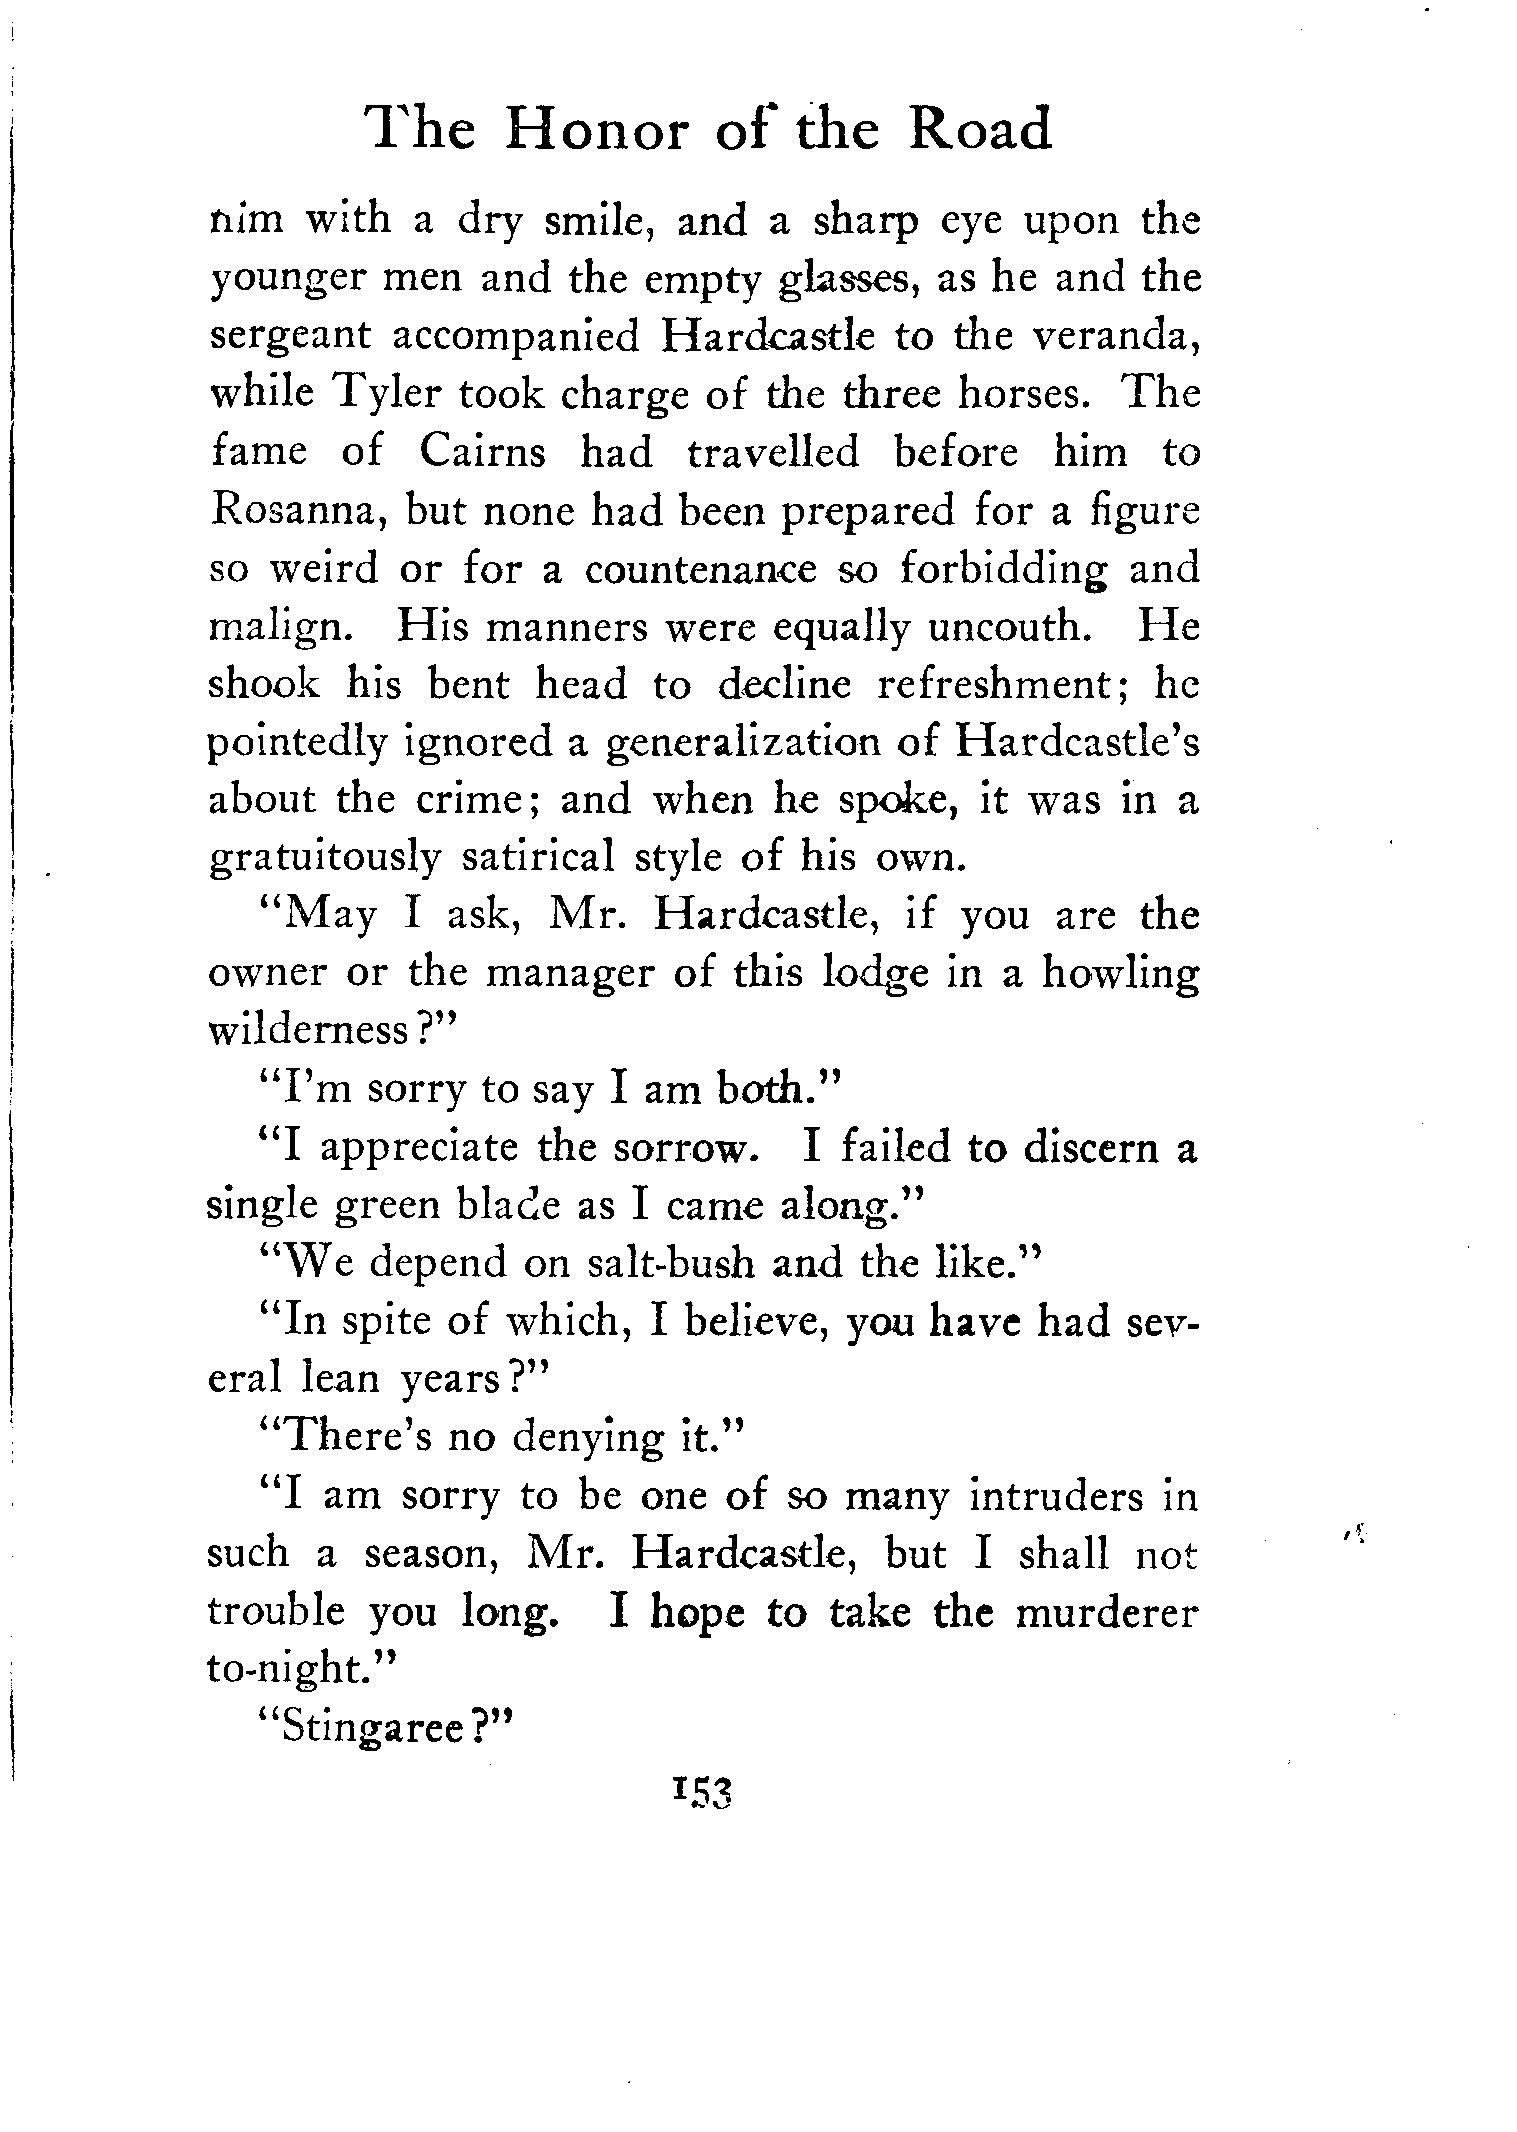 The Honor of the Road
him with a dry smile, and a sharp eye upon the
younger men and the empty glasses, as he and the
sergeant accompanied Hardcastle to the veranda,
while Tyler took charge of the three horses. The
fame of Cairns had travelled before him to
Rosanna, but none had been prepared for a figure
so weird or for a countenance so forbidding and
malign. His manners were equally uncouth. He
shook his bent head to decline refreshment; he
pointedly ignored a generalization of Hardcastle's
about the crime; and when he spoke, it was in a
gratuitously satirical style of his own.
"May I ask, Mr. Hardcastle, if you are the
owner or the manager of this lodge in a howling
wilderness?"
"I'm sorry to say I am both."
"I appreciate the sorrow. I failed to discern a
single green blade as I came along."
"We depend on salt-bush and the like."
"In spite of which, I believe, you have had sev-
eral lean years?"
"There's no denying it."
"I am sorry to be one of so many intruders in
such a season, Mr. Hardcastle, but I shall not
trouble you long. I hope to take the murderer
to-night."
"Stingaree?"
153